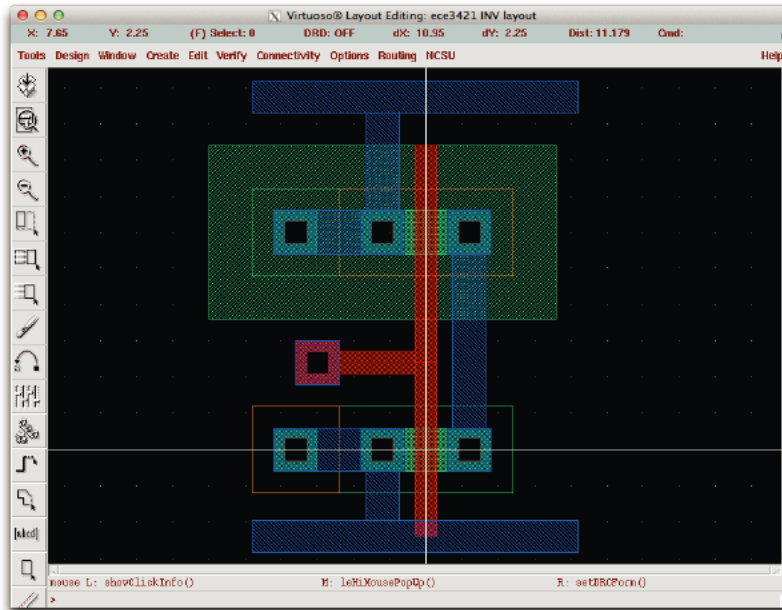 Virtuoso® Layout Editing: ece3421 INV layout
X: 7.65 Y: 2.25 (F) Select: 0 DRD: OFF dX: 10.95 dY: 2.25 Dist: 11.179 Cmd:
Tools Design Window Create Edit Verify Connectivity Options Routing NCSU Help
[abcd]
mouse L: showClickInfo() M: leHiMousePopUp() R: setDRCForm()
>